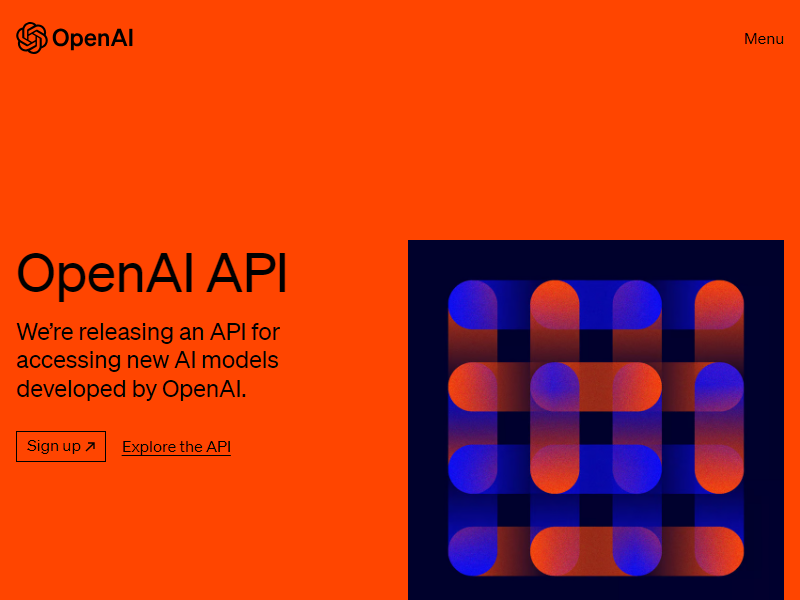 OpenAI
Menu
OpenAI API
We’re releasing an API for
accessing new AI models
developed by OpenAI.
Sign up ↗
Explore the API